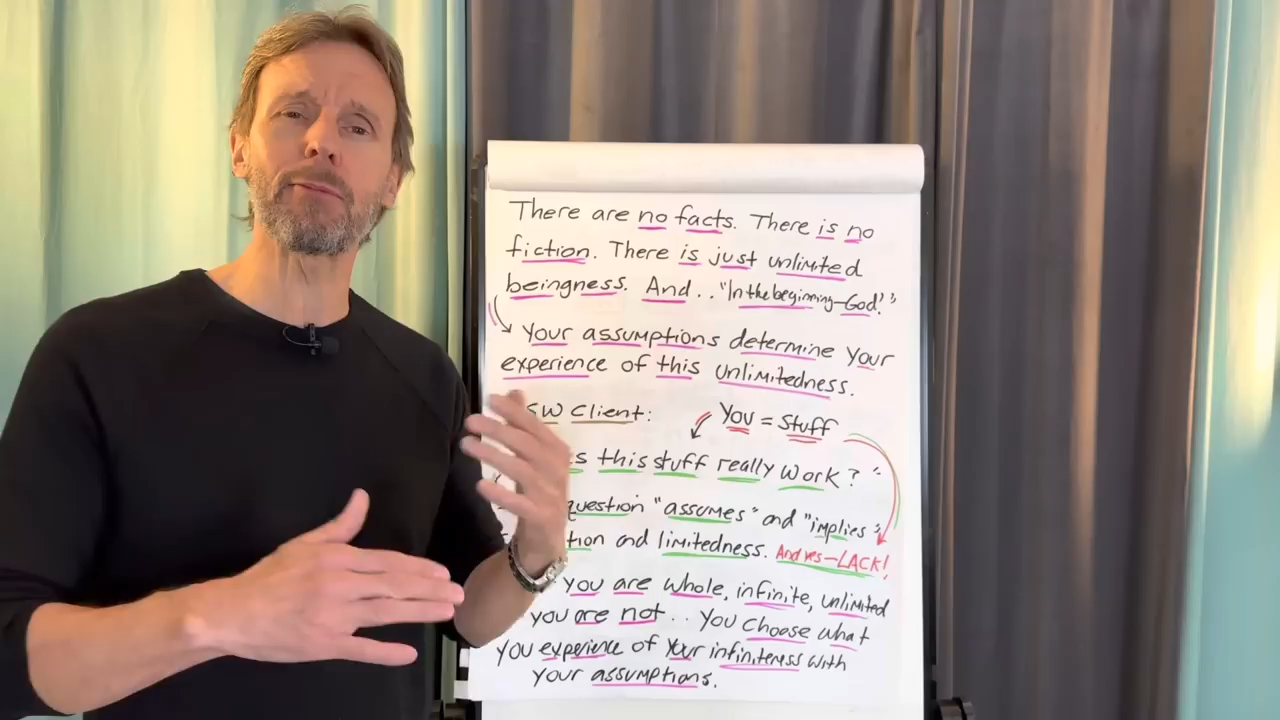 There are no facts. There is no
fiction. There is just unlimited
beingness. And.. "In the beginning–God!"
Your assumptions determine your
experience of this unlimitedness.
SW Client:
You = Stuff
this stuff really work?"
question "assumes" and "implies"
and limitedness. And yes–LACK!
you are whole, infinite, unlimited
you are not.. You choose what
you experience of your infiniteness with
your assumptions.